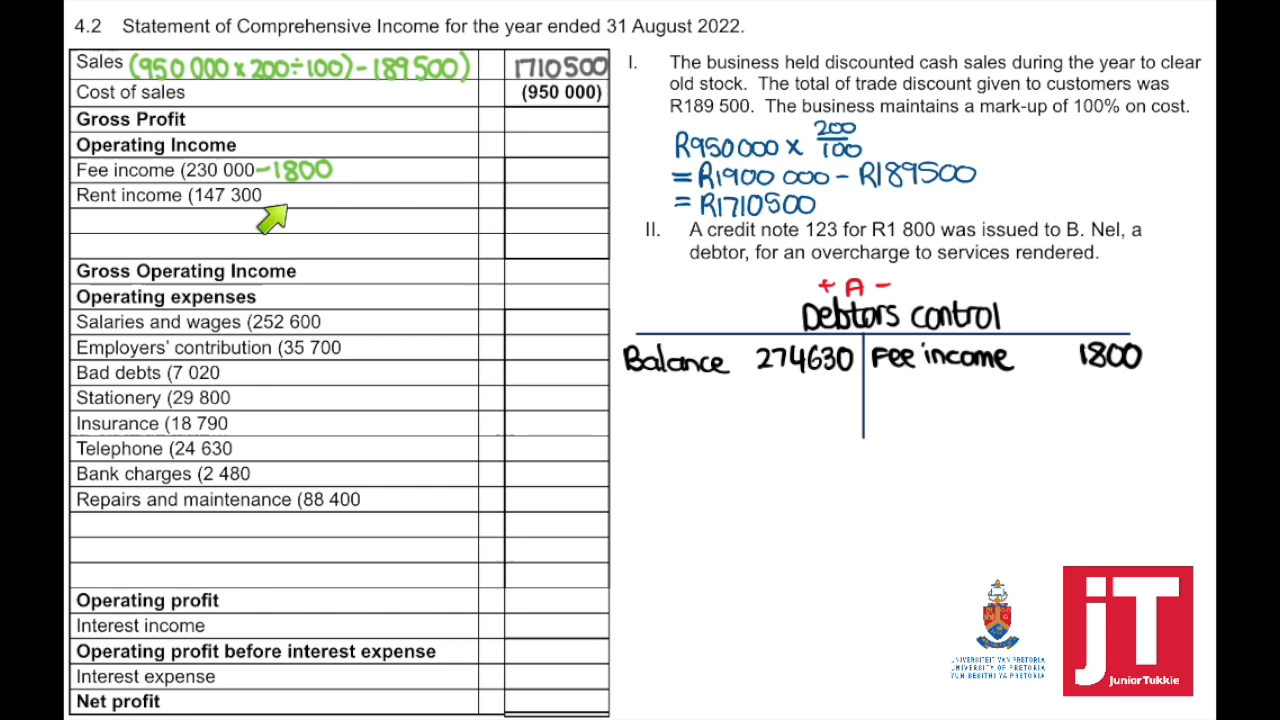 4.2 Statement of Comprehensive Income for the year ended 31 August 2022.
Sales (950 000 x 200÷100) - 189 500) 1710 500
Cost of sales (950 000)
Gross Profit
Operating Income
Fee income (230 000 - 1800
Rent income (147 300
Gross Operating Income
Operating expenses
Salaries and wages (252 600
Employers' contribution (35 700
Bad debts (7 020
Stationery (29 800
Insurance (18 790
Telephone (24 630
Bank charges (2 480
Repairs and maintenance (88 400
Operating profit
Interest income
Operating profit before interest expense
Interest expense
Net profit
I. The business held discounted cash sales during the year to clear
old stock. The total of trade discount given to customers was
R189 500. The business maintains a mark-up of 100% on cost.
R950 000 x 200/100
= R1900 000 - R189500
= R1710500
II. A credit note 123 for R1 800 was issued to B. Nel, a
debtor, for an overcharge to services rendered.
+ A -
Debtors control
Balance 274630 Fee income 1800
UNIVERSITEIT VAN PRETORIA
UNIVERSITY OF PRETORIA
YUNIBESITHI YA PRETORIA
jT
JuniorTukkie